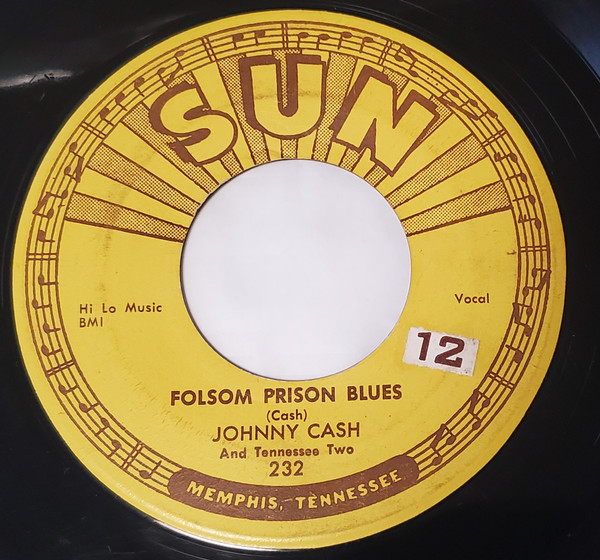 SUN
Hi Lo Music
BMI
Vocal
12
FOLSOM PRISON BLUES
(Cash)
JOHNNY CASH
And Tennessee Two
232
MEMPHIS, TENNESSEE